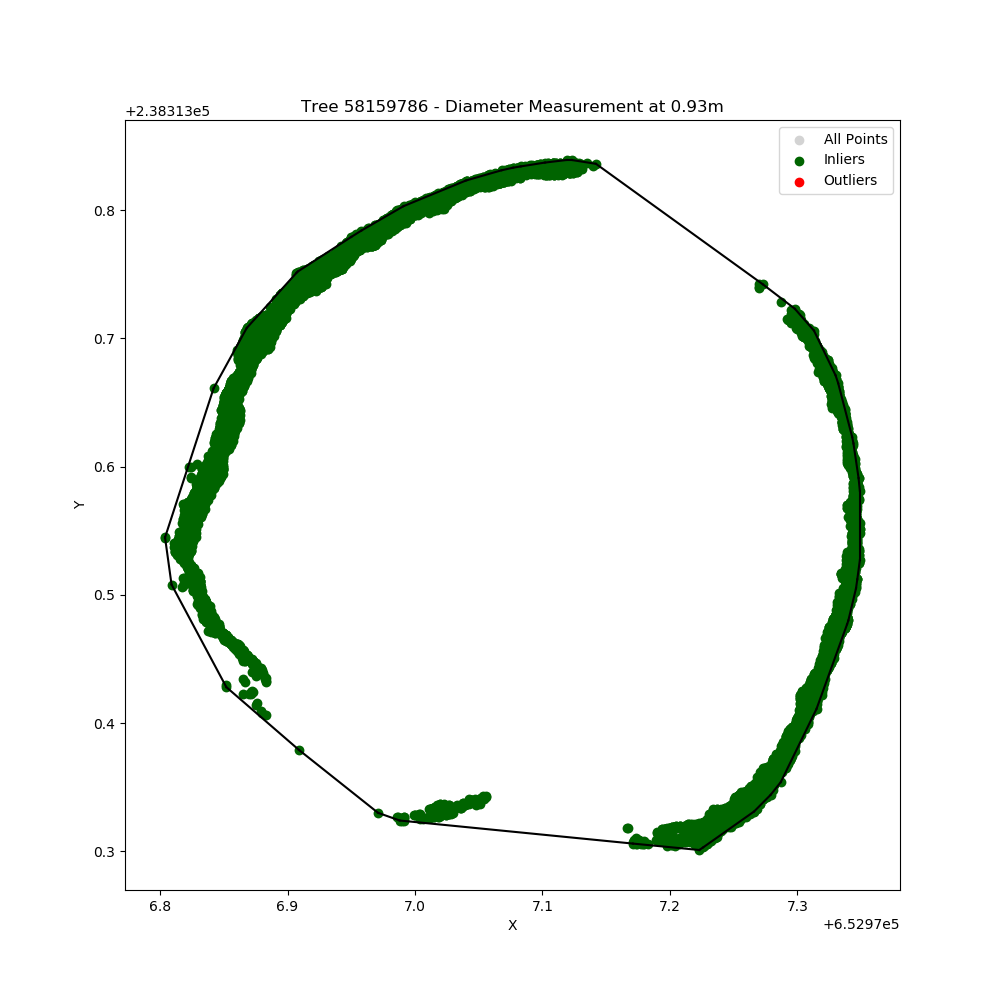 Tree 58159786 - Diameter Measurement at 0.93m
+2.38313e5
All Points
Inliers
Outliers
0.8
0.7
0.6
0.5
0.4
0.3
Y
6.8 6.9 7.0 7.1 7.2 7.3
X
+6.5297e5